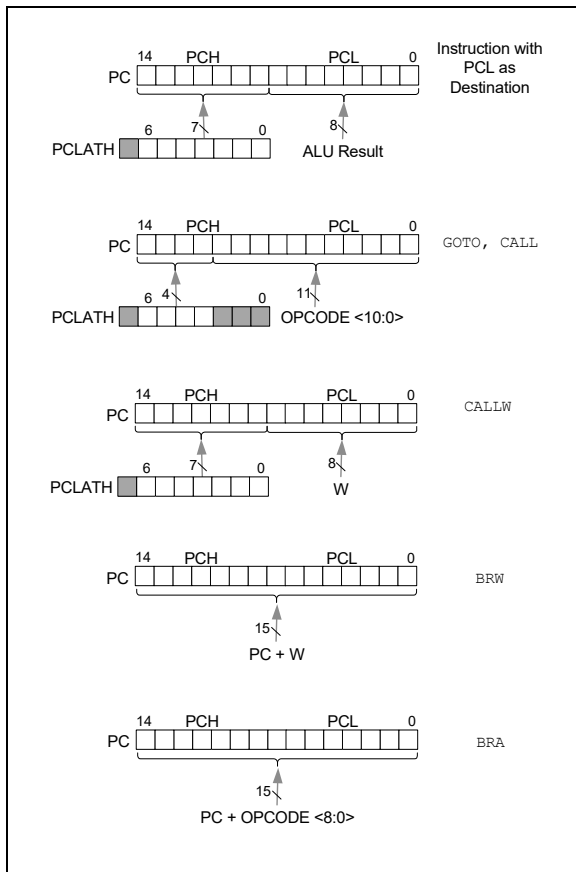 14 PCH PCL 0
PC
Instruction with
PCL as
Destination
6 7 0 8
PCLATH
ALU Result
14 PCH PCL 0
PC
GOTO, CALL
6 4 0 11
PCLATH
OPCODE <10:0>
14 PCH PCL 0
PC
CALLW
6 7 0 8
PCLATH
W
14 PCH PCL 0
PC
BRW
15
PC + W
14 PCH PCL 0
PC
BRA
15
PC + OPCODE <8:0>